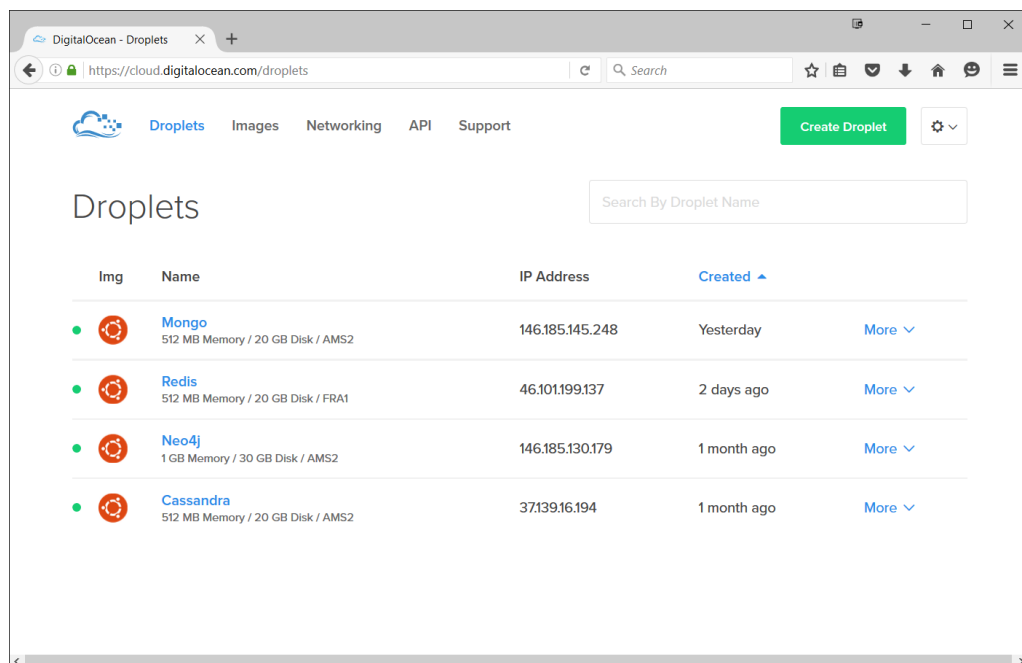 DigitalOcean - Droplets
https://cloud.digitalocean.com/droplets
Search
Droplets Images Networking API Support Create Droplet
Droplets
Search By Droplet Name
Img Name IP Address Created
Mongo
512 MB Memory / 20 GB Disk / AMS2
146.185.145.248 Yesterday More
Redis
512 MB Memory / 20 GB Disk / FRA1
46.101.199.137 2 days ago More
Neo4j
1 GB Memory / 30 GB Disk / AMS2
146.185.130.179 1 month ago More
Cassandra
512 MB Memory / 20 GB Disk / AMS2
37.139.16.194 1 month ago More